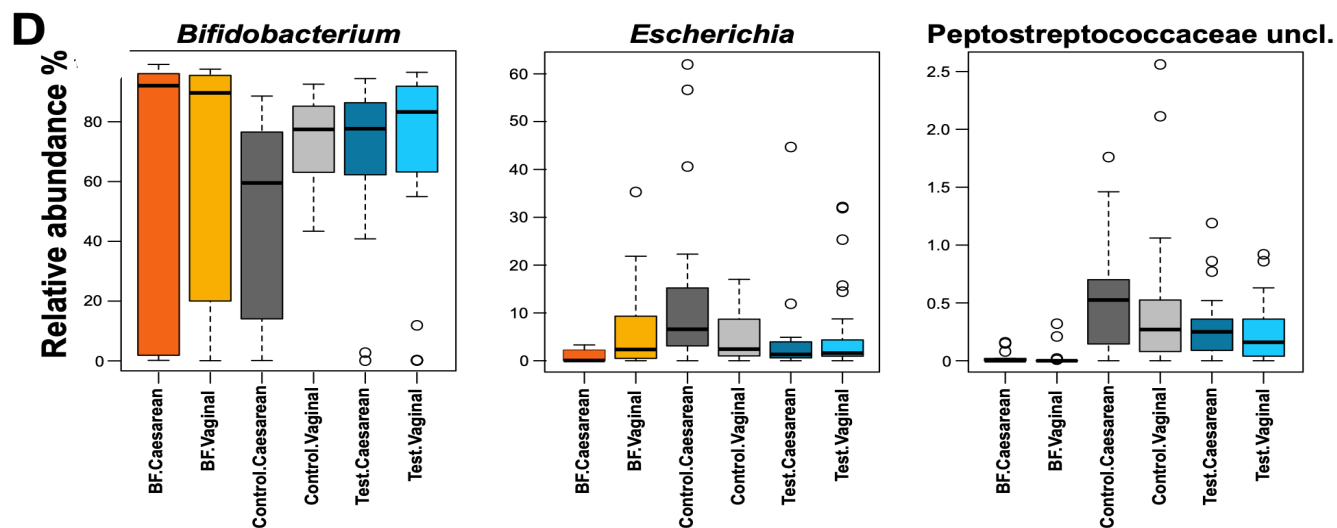 D
Bifidobacterium
Relative abundance %
80
60
40
20
0
BF.Caesarean
BF.Vaginal
Control.Caesarean
Control.Vaginal
Test.Caesarean
Test.Vaginal
Escherichia
60
50
40
30
20
10
0
BF.Caesarean
BF.Vaginal
Control.Caesarean
Control.Vaginal
Test.Caesarean
Test.Vaginal
Peptostreptococcaceae uncl.
2.5
2.0
1.5
1.0
0.5
0
BF.Caesarean
BF.Vaginal
Control.Caesarean
Control.Vaginal
Test.Caesarean
Test.Vaginal